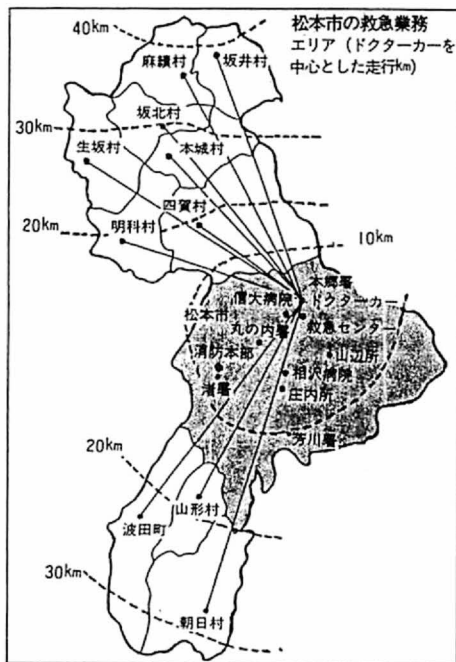 松本市の救急業務
エリア(ドクターカーを
中心とした走行km)
40km
麻績村
坂井村
坂北村
30km
生坂村
本城村
四賀村
20km
明科村
10km
本郷署
信大病院
ドクターカー
松本市
丸の内署
救急センター
消防本部
山辺所
渚署
相沢病院
庄内所
芳川署
20km
山形村
波田町
30km
朝日村